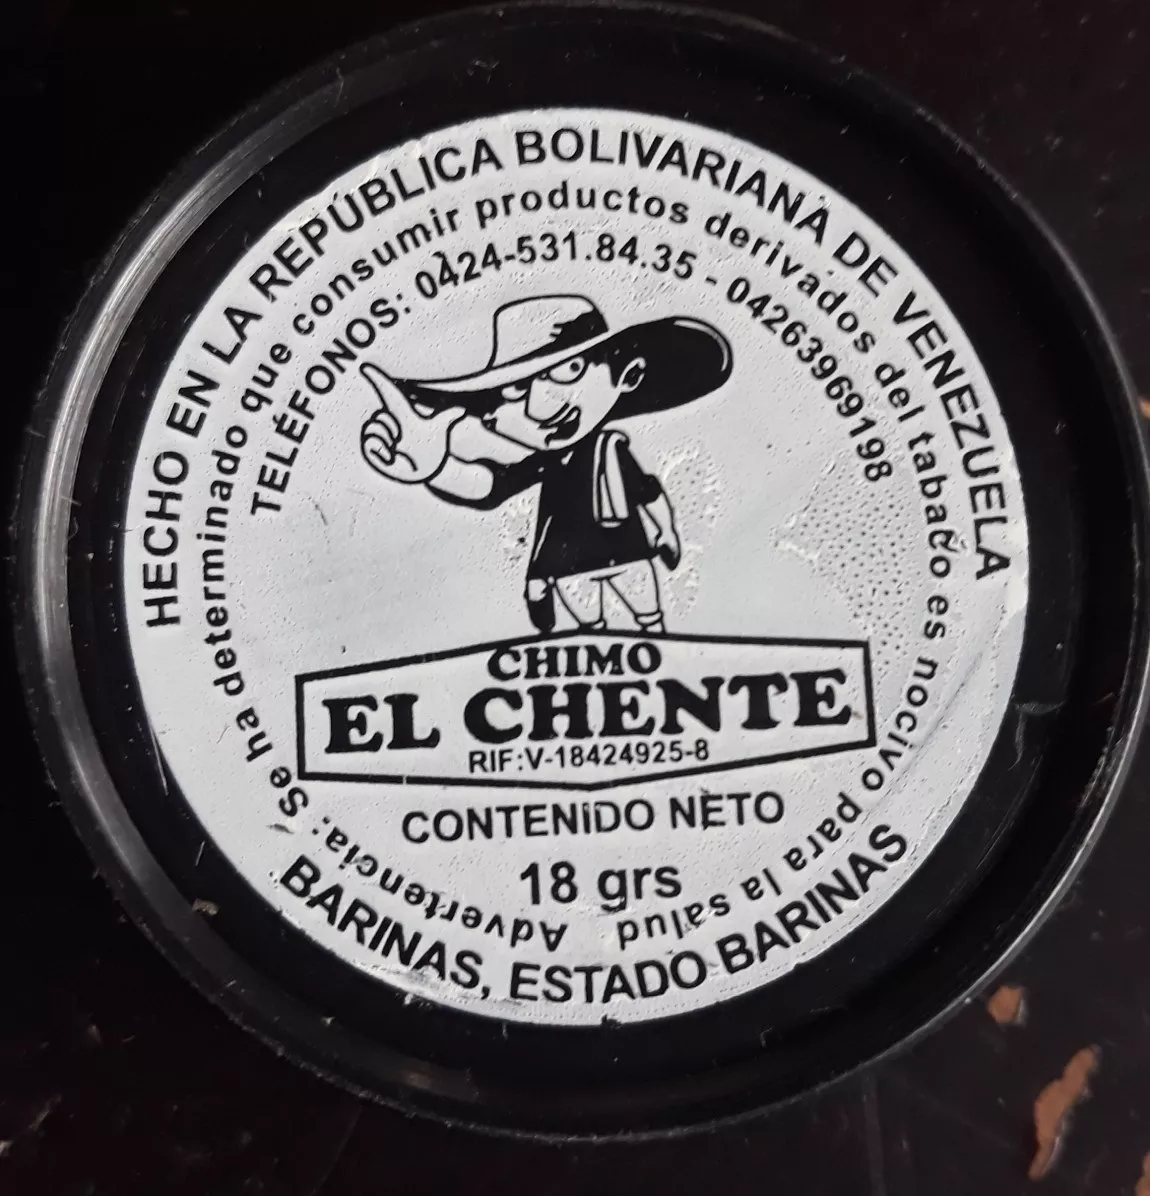 HECHO EN LA REPÚBLICA BOLIVARIANA DE VENEZUELA
Advertencia: Se ha determinado que consumir productos derivados del tabaco es nocivo para la salud
TELÉFONOS: 0424-531.84.35 - 04263969198
CHIMO
EL CHENTE
RIF:V-18424925-8
CONTENIDO NETO
18 grs
BARINAS, ESTADO BARINAS